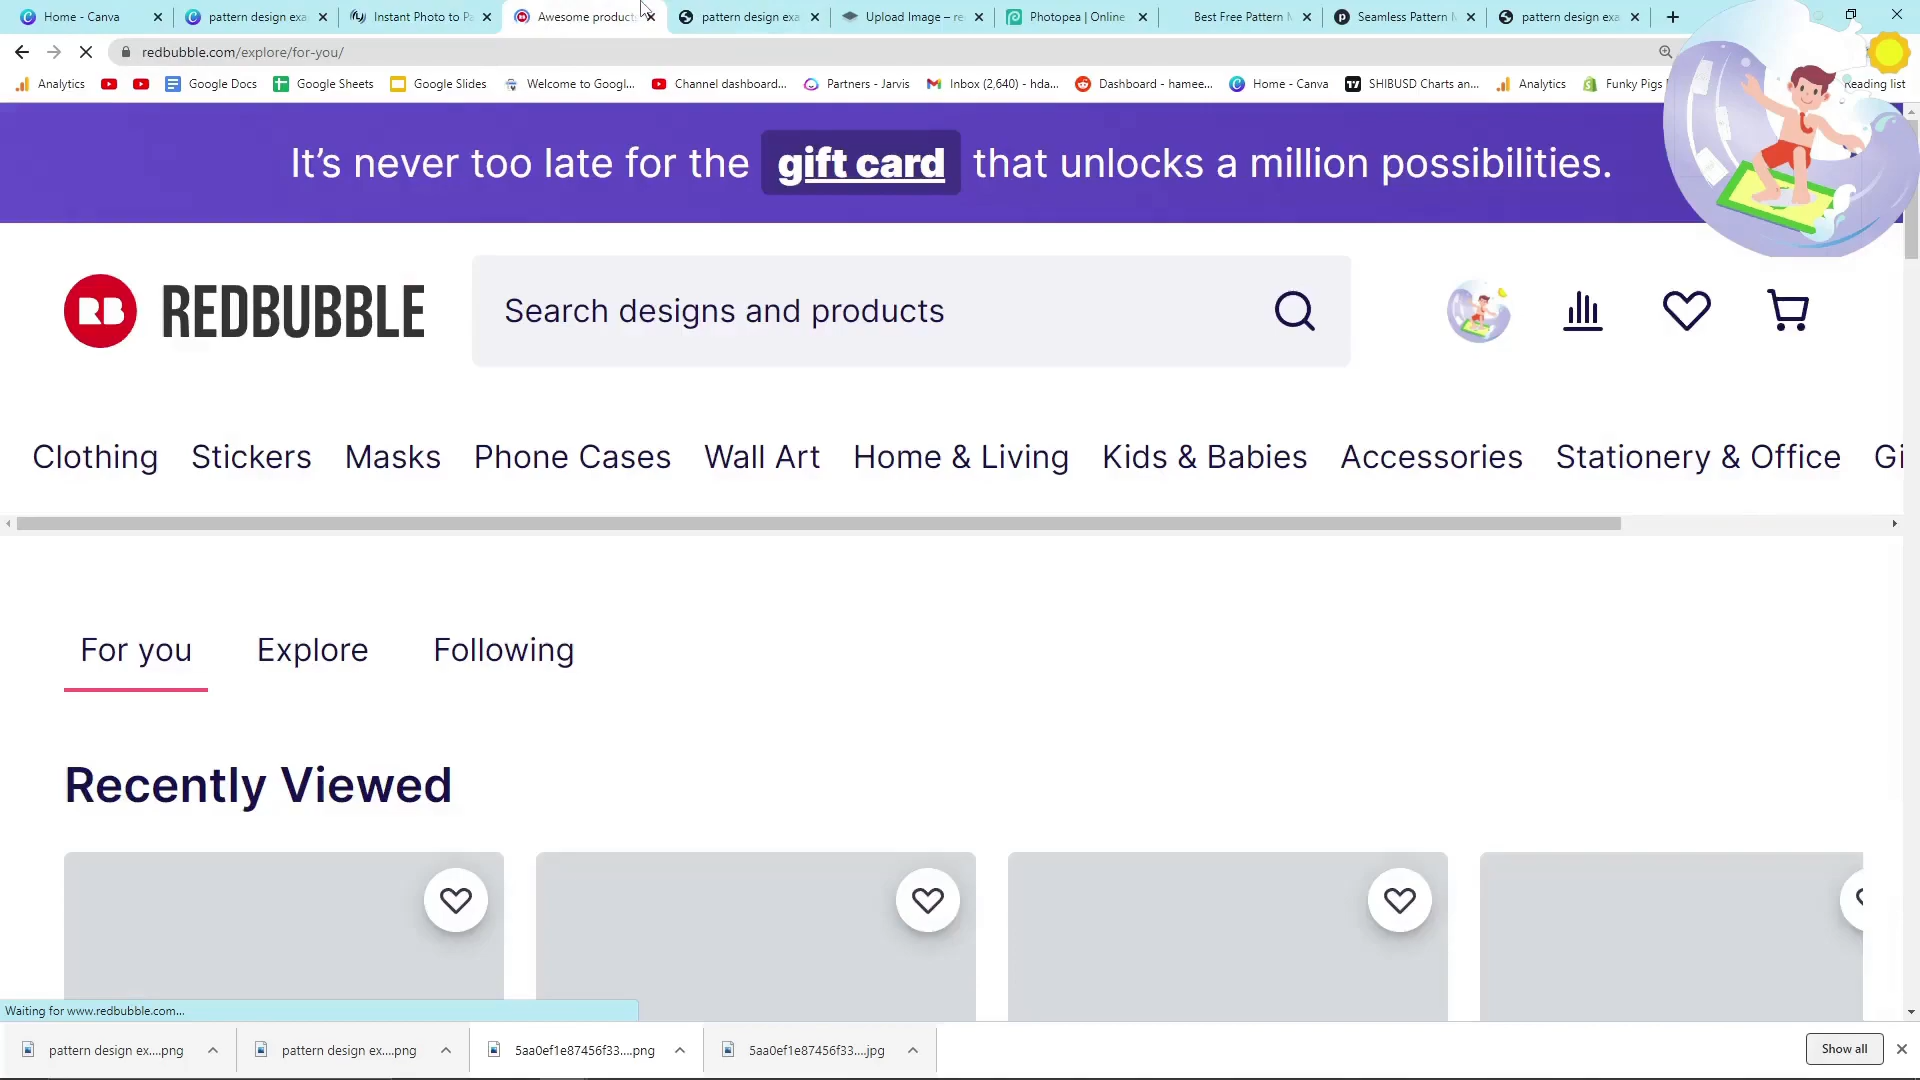 Home - Canva
pattern design exa
Instant Photo to Pa
Awesome product
pattern design exa
Upload Image – re
Photopea | Online
Best Free Pattern M
Seamless Pattern M
pattern design exa
redbubble.com/explore/for-you/
Analytics
Google Docs
Google Sheets
Google Slides
Welcome to Googl...
Channel dashboard...
Partners - Jarvis
Inbox (2,640) - hda...
Dashboard - hamee...
Home - Canva
SHIBUSD Charts an...
Analytics
Funky Pigs
Reading list
It's never too late for the gift card that unlocks a million possibilities.
RB REDBUBBLE
Search designs and products
Clothing Stickers Masks Phone Cases Wall Art Home & Living Kids & Babies Accessories Stationery & Office Gi
For you Explore Following
Recently Viewed
Waiting for www.redbubble.com...
pattern design ex....png
pattern design ex....png
5aa0ef1e87456f33....png
5aa0ef1e87456f33....jpg
Show all